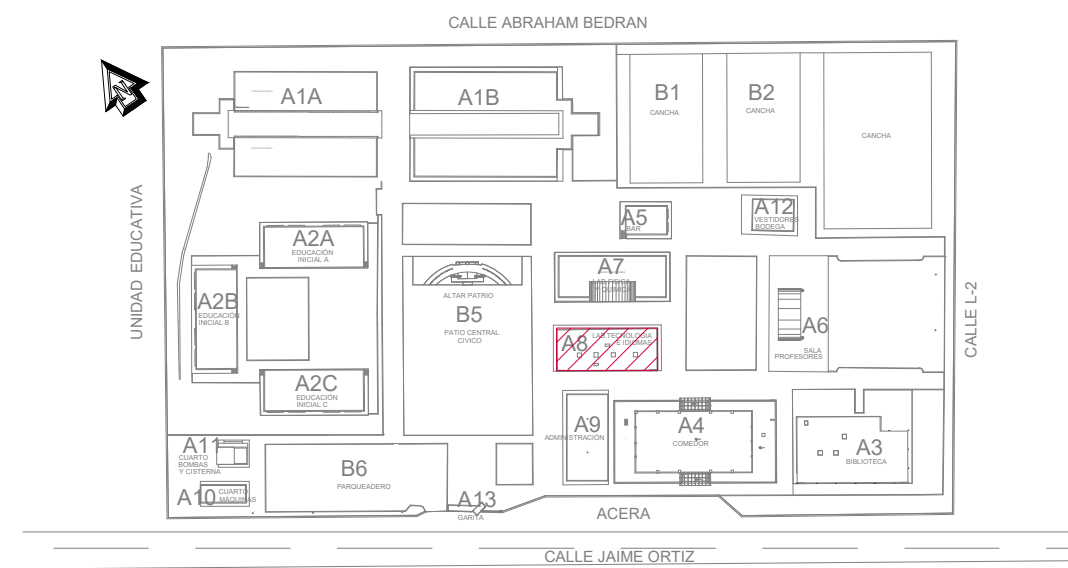 CALLE ABRAHAM BEDRAN
N
A1A
A1B
B1
CANCHA
B2
CANCHA
CANCHA
UNIDAD EDUCATIVA
A2A
EDUCACIÓN
INICIAL A
A5
BAR
A12
VESTIDORES
BODEGA
A7
LAB FISICA
Y QUIMICA
ALTAR PATRIO
B5
PATIO CENTRAL
CIVICO
A2B
EDUCACIÓN
INICIAL B
A8
LAB.TECNOLOGIA
E IDIOMAS
A6
SALA
PROFESORES
CALLE L-2
A2C
EDUCACIÓN
INICIAL C
A9
ADMINISTRACIÓN
A4
COMEDOR
A3
BIBLIOTECA
A11
CUARTO
BOMBAS
Y CISTERNA
B6
PARQUEADERO
A10
CUARTO
MÁQUINAS
A13
GARITA
ACERA
CALLE JAIME ORTIZ